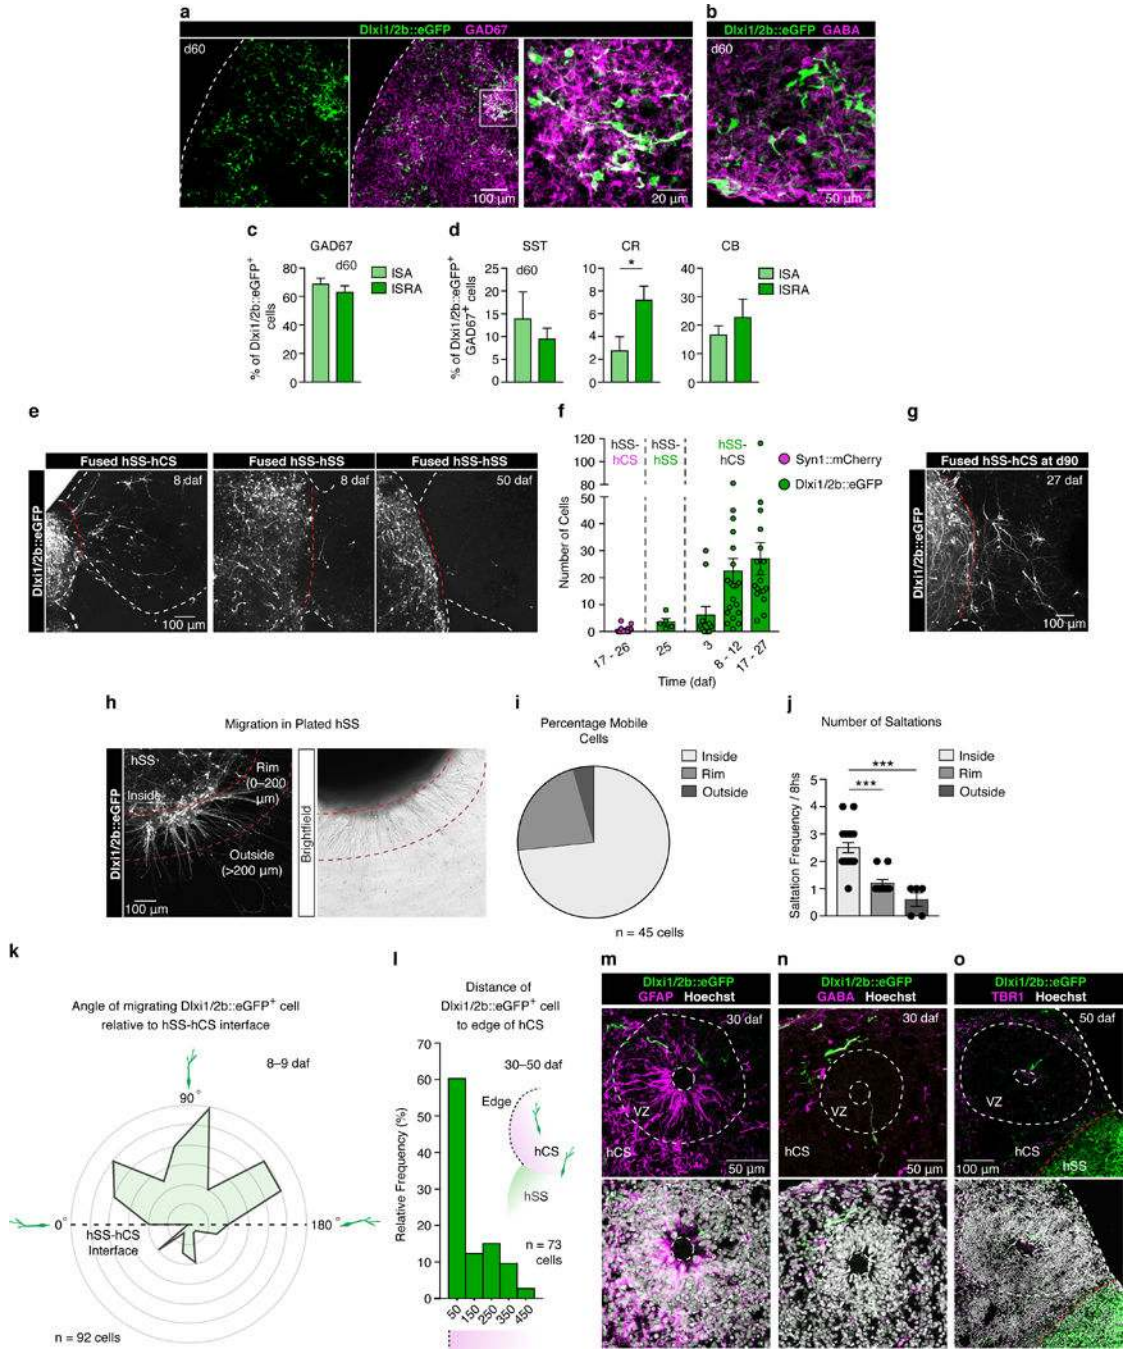 a
Dlxi1/2b::eGFP GAD67
d60
100 µm
20 µm
b
Dlxi1/2b::eGFP GABA
d60
50 µm
c
GAD67
d60
% of Dlxi1/2b::eGFP+
cells
80
60
40
20
0
ISA
ISRA
d
SST
d60
% of Dlxi1/2b::eGFP+
GAD67+ cells
25
20
15
10
5
0
CR
*
8
6
4
2
0
CB
40
30
20
10
0
ISA
ISRA
e
Fused hSS-hCS
8 daf
Fused hSS-hSS
8 daf
Fused hSS-hSS
50 daf
Dlxi1/2b::eGFP
100 µm
f
120
100
80
50
40
30
20
10
0
Number of Cells
hSS-
hCS
hSS-
hSS
hSS-
hCS
Syn1::mCherry
Dlxi1/2b::eGFP
17 - 26
25
3
8 - 12
17 - 27
Time (daf)
g
Fused hSS-hCS at d90
27 daf
Dlxi1/2b::eGFP
100 µm
h
Migration in Plated hSS
Dlxi1/2b::eGFP
hSS
Inside
Rim
(0–200
µm)
Outside
(>200 µm)
100 µm
Brightfield
i
Percentage Mobile
Cells
Inside
Rim
Outside
n = 45 cells
j
Number of Saltations
Inside
Rim
Outside
***
***
Saltation Frequency / 8hs
5
4
3
2
1
0
k
Angle of migrating Dlxi1/2b::eGFP+ cell
relative to hSS-hCS interface
8–9 daf
90°
0°
180°
hSS-hCS
Interface
n = 92 cells
l
Distance of
Dlxi1/2b::eGFP+ cell
to edge of hCS
30–50 daf
Relative Frequency (%)
70
60
50
40
30
20
10
0
Edge
hCS
hSS
n = 73
cells
50
150
250
350
450
m
Dlxi1/2b::eGFP
GFAP Hoechst
30 daf
VZ
hCS
50 µm
n
Dlxi1/2b::eGFP
GABA Hoechst
30 daf
VZ
hCS
50 µm
o
Dlxi1/2b::eGFP
TBR1 Hoechst
50 daf
VZ
hCS
100 µm
hSS